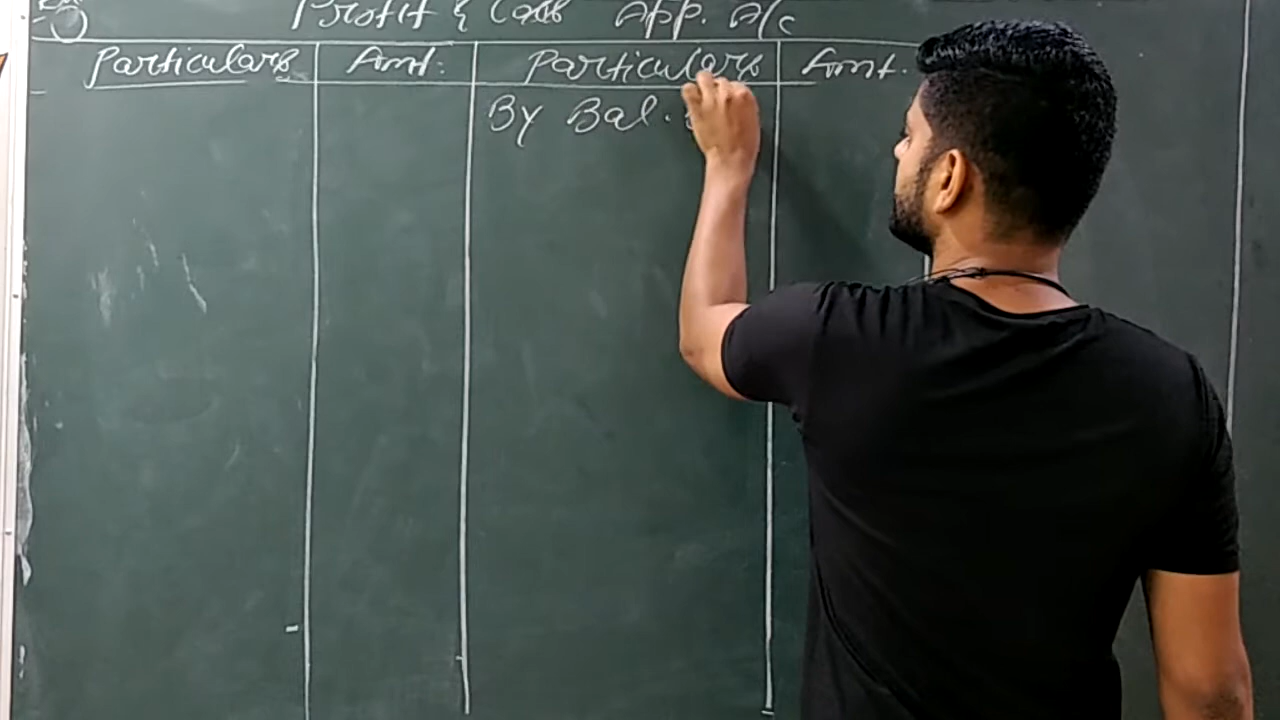 Profit & Loss App. A/c
Particulars Amt. Particulars Amt.
By Bal.